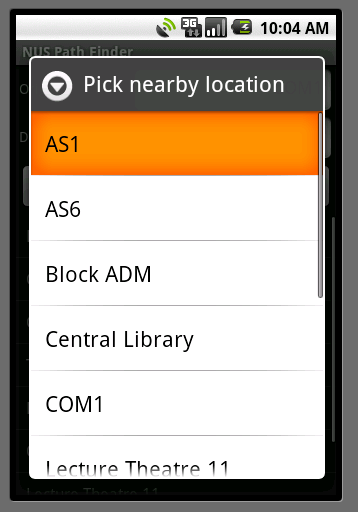 3G
10:04 AM
NUS Path Finder
Pick nearby location
AS1
AS6
Block ADM
Central Library
COM1
Lecture Theatre 11
Lecture Theatre 11